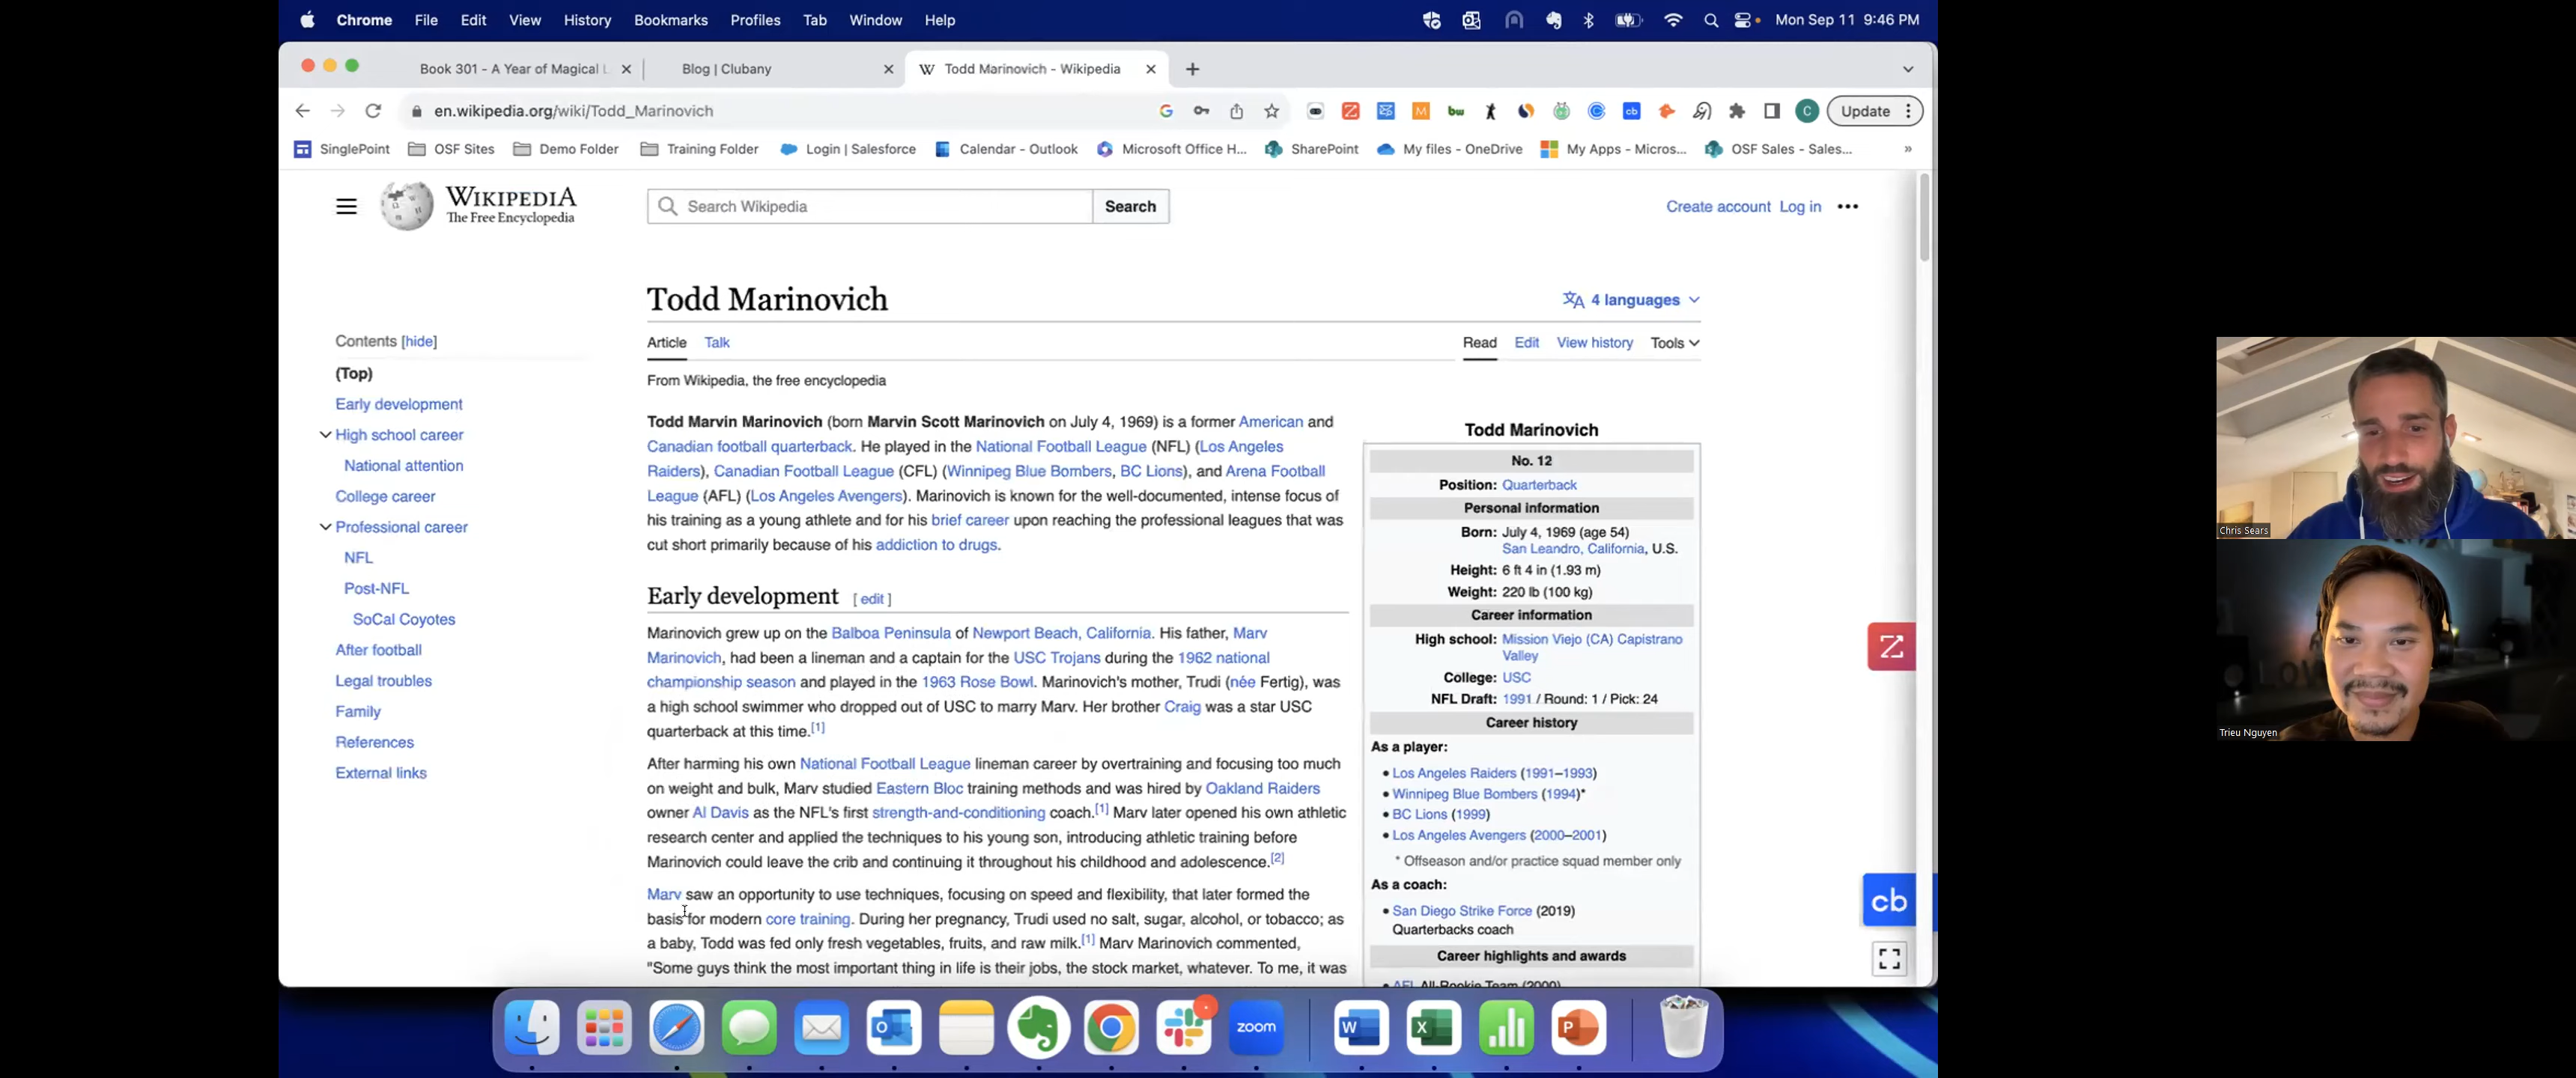 Chrome File Edit View History Bookmarks Profiles Tab Window Help
Mon Sep 11 9:46 PM
Book 301 - A Year of Magical L
Blog | Clubany
Todd Marinovich - Wikipedia
en.wikipedia.org/wiki/Todd_Marinovich
M
bw
cb
C
Update
SinglePoint
OSF Sites
Demo Folder
Training Folder
Login | Salesforce
Calendar – Outlook
Microsoft Office H...
SharePoint
My files - OneDrive
My Apps - Micros...
OSF Sales - Sales...
»
WIKIPEDIA
The Free Encyclopedia
Search Wikipedia
Search
Create account Log in
Todd Marinovich
4 languages
Article Talk
Read Edit View history Tools
From Wikipedia, the free encyclopedia
Contents [hide]
(Top)
Early development
High school career
National attention
College career
Professional career
NFL
Post-NFL
SoCal Coyotes
After football
Legal troubles
Family
References
External links
Todd Marvin Marinovich (born Marvin Scott Marinovich on July 4, 1969) is a former American and
Canadian football quarterback. He played in the National Football League (NFL) (Los Angeles
Raiders), Canadian Football League (CFL) (Winnipeg Blue Bombers, BC Lions), and Arena Football
League (AFL) (Los Angeles Avengers). Marinovich is known for the well-documented, intense focus of
his training as a young athlete and for his brief career upon reaching the professional leagues that was
cut short primarily because of his addiction to drugs.
Early development [ edit ]
Marinovich grew up on the Balboa Peninsula of Newport Beach, California. His father, Marv
Marinovich, had been a lineman and a captain for the USC Trojans during the 1962 national
championship season and played in the 1963 Rose Bowl. Marinovich's mother, Trudi (née Fertig), was
a high school swimmer who dropped out of USC to marry Marv. Her brother Craig was a star USC
quarterback at this time.[1]
After harming his own National Football League lineman career by overtraining and focusing too much
on weight and bulk, Marv studied Eastern Bloc training methods and was hired by Oakland Raiders
owner Al Davis as the NFL's first strength-and-conditioning coach.[1] Marv later opened his own athletic
research center and applied the techniques to his young son, introducing athletic training before
Marinovich could leave the crib and continuing it throughout his childhood and adolescence.[2]
Marv saw an opportunity to use techniques, focusing on speed and flexibility, that later formed the
basis for modern core training. During her pregnancy, Trudi used no salt, sugar, alcohol, or tobacco; as
a baby, Todd was fed only fresh vegetables, fruits, and raw milk.[1] Marv Marinovich commented,
"Some guys think the most important thing in life is their jobs, the stock market, whatever. To me, it was
Todd Marinovich
No. 12
Position: Quarterback
Personal information
Born: July 4, 1969 (age 54)
San Leandro, California, U.S.
Height: 6 ft 4 in (1.93 m)
Weight: 220 lb (100 kg)
Career information
High school: Mission Viejo (CA) Capistrano
Valley
College: USC
NFL Draft: 1991 / Round: 1 / Pick: 24
Career history
As a player:
• Los Angeles Raiders (1991–1993)
• Winnipeg Blue Bombers (1994)*
• BC Lions (1999)
• Los Angeles Avengers (2000–2001)
* Offseason and/or practice squad member only
As a coach:
• San Diego Strike Force (2019)
Quarterbacks coach
Career highlights and awards
• AFL All-Rookie Team (2000)
cb
zoom
W
X
P
Chris Sears
Trieu Nguyen